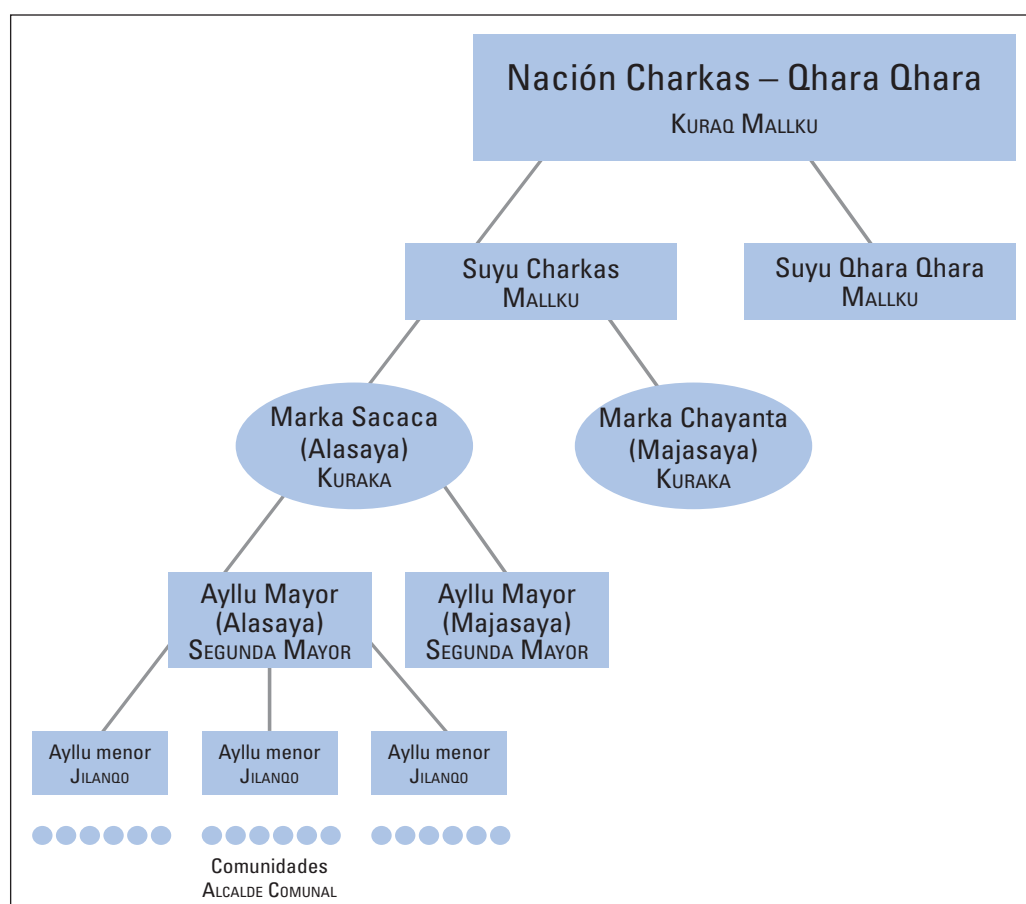 Nación Charkas – Qhara Qhara
KURAQ MALLKU
Suyu Charkas
MALLKU
Suyu Qhara Qhara
MALLKU
Marka Sacaca
(Alasaya)
KURAKA
Marka Chayanta
(Majasaya)
KURAKA
Ayllu Mayor
(Alasaya)
SEGUNDA MAYOR
Ayllu Mayor
(Majasaya)
SEGUNDA MAYOR
Ayllu menor
JILANQO
Ayllu menor
JILANQO
Ayllu menor
JILANQO
Comunidades
ALCALDE COMUNAL